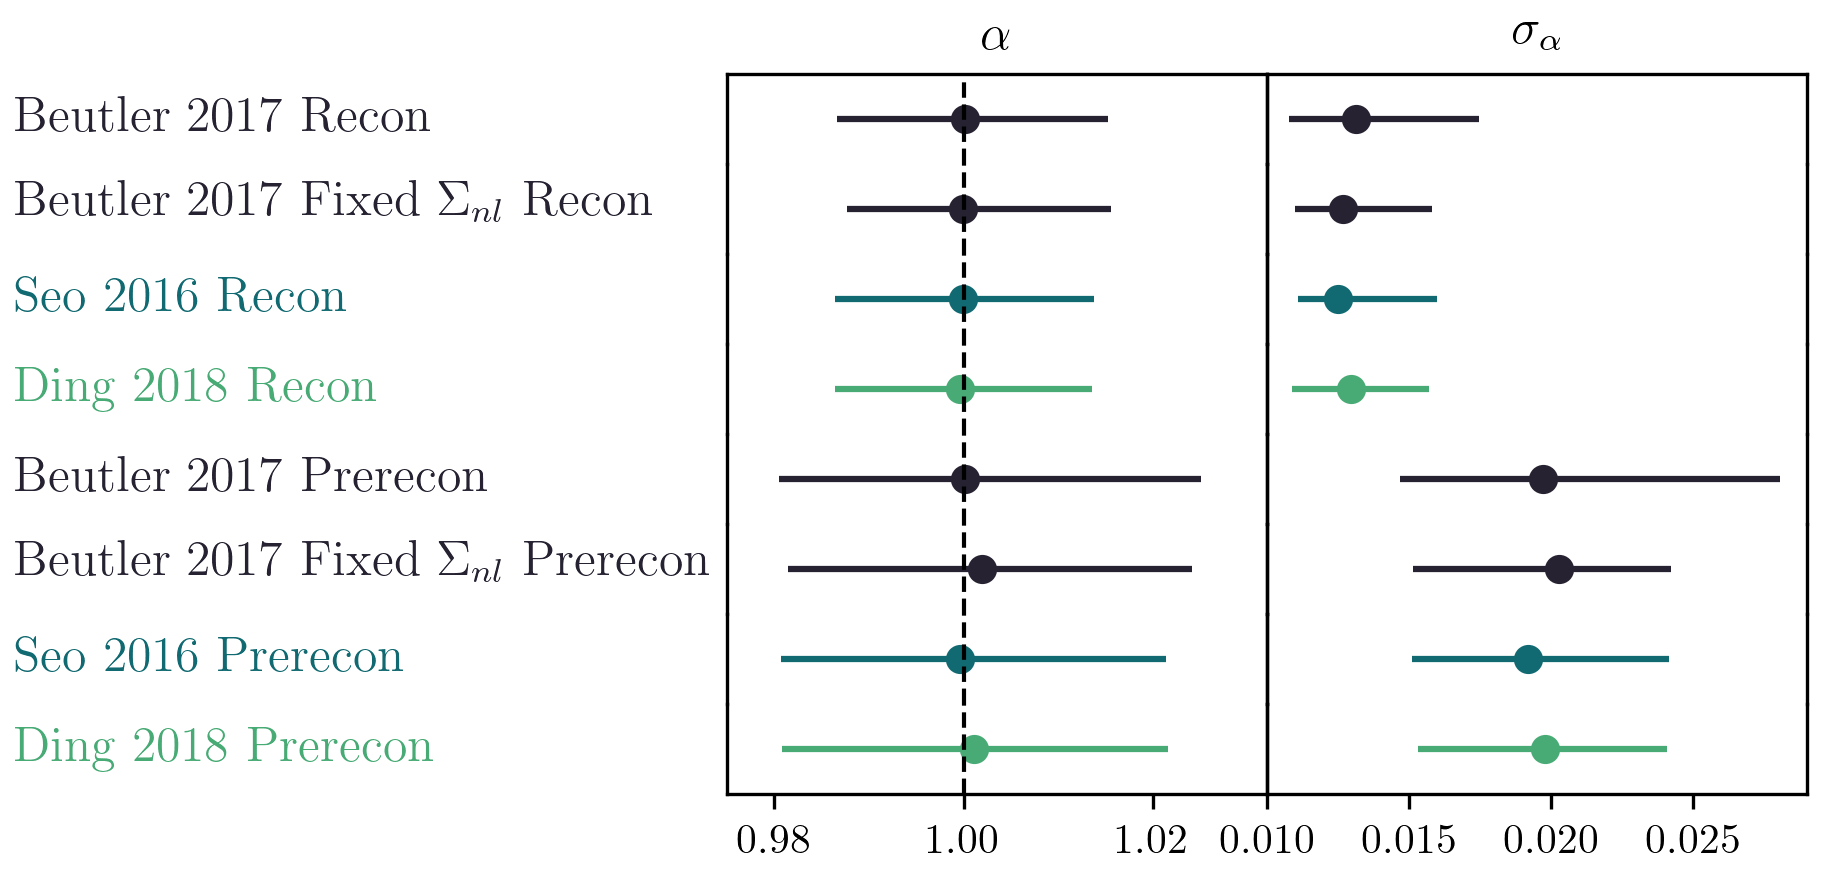 α σ_α
Beutler 2017 Recon
Beutler 2017 Fixed Σ_nl Recon
Seo 2016 Recon
Ding 2018 Recon
Beutler 2017 Prerecon
Beutler 2017 Fixed Σ_nl Prerecon
Seo 2016 Prerecon
Ding 2018 Prerecon
0.98 1.00 1.02 0.010 0.015 0.020 0.025